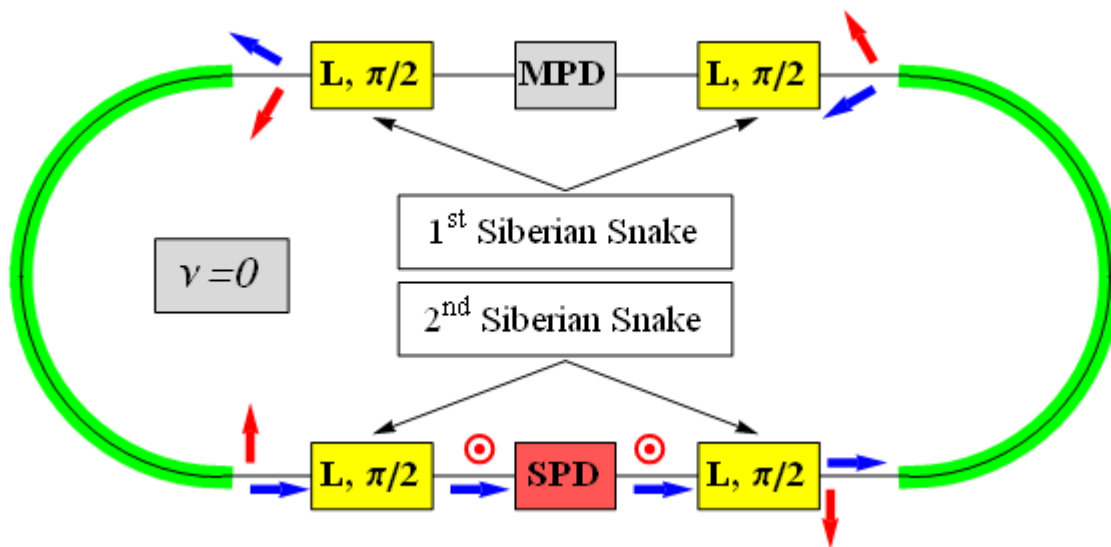 L, π/2
MPD
L, π/2
1st Siberian Snake
ν =0
2nd Siberian Snake
L, π/2
SPD
L, π/2